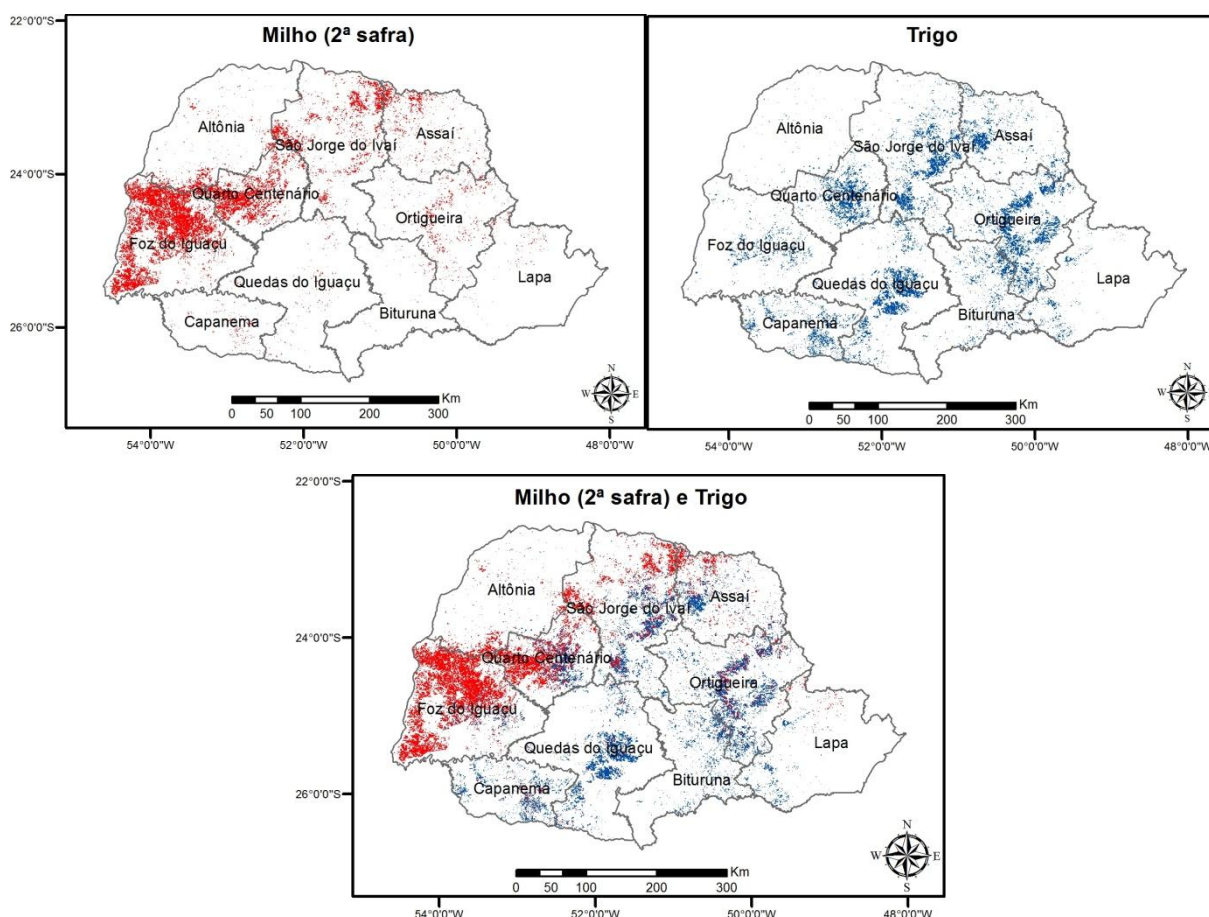 Milho (2ª safra)
22°0'0"S
24°0'0"S
26°0'0"S
Altônia
Assaí
São Jorge do Ivaí
Quarto Centenário
Ortigueira
Foz do Iguaçu
Lapa
Quedas do Iguaçu
Bituruna
Capanema
N
W E
S
Km
0 50 100 200 300
54°0'0"W 52°0'0"W 50°0'0"W 48°0'0"W
Trigo
Altônia
Assaí
São Jorge do Ivaí
Quarto Centenário
Ortigueira
Foz do Iguaçu
Lapa
Quedas do Iguaçu
Bituruna
Capanema
N
W E
S
Km
0 50 100 200 300
54°0'0"W 52°0'0"W 50°0'0"W 48°0'0"W
Milho (2ª safra) e Trigo
22°0'0"S
24°0'0"S
26°0'0"S
Altônia
Assaí
São Jorge do Ivaí
Quarto Centenário
Ortigueira
Foz do Iguaçu
Lapa
Quedas do Iguaçu
Bituruna
Capanema
N
W E
S
Km
0 50 100 200 300
54°0'0"W 52°0'0"W 50°0'0"W 48°0'0"W